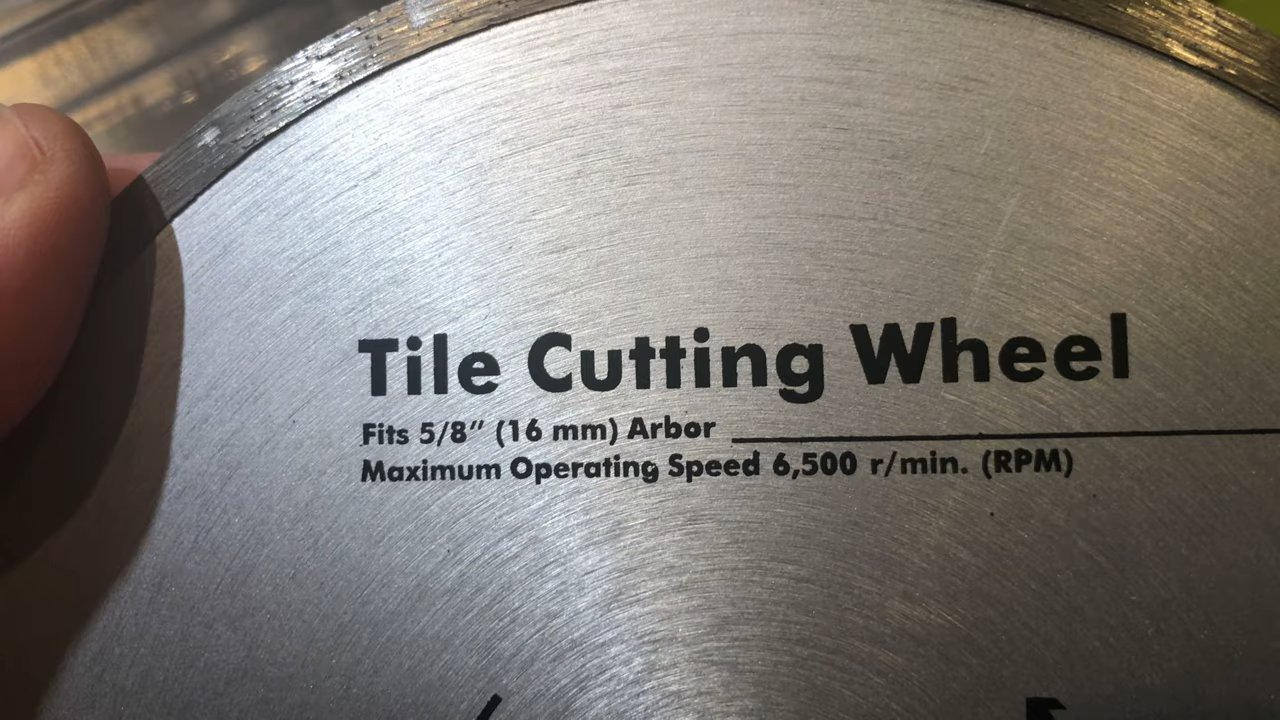 Tile Cutting Wheel
Fits 5/8″ (16 mm) Arbor
Maximum Operating Speed 6,500 r/min. (RPM)